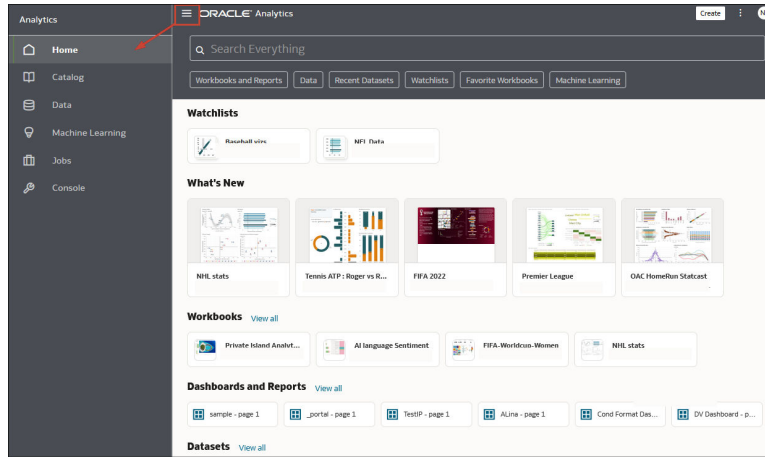 Analytics
Home
Catalog
Data
Machine Learning
Jobs
Console
ORACLE Analytics
Create
N
Search Everything
Workbooks and Reports Data Recent Datasets Watchlists Favorite Workbooks Machine Learning
Watchlists
Baseball vizs NFL Data
What's New
NHL stats Tennis ATP : Roger vs R... FIFA 2022 Premier League OAC HomeRun Statcast
Workbooks View all
Private Island Analyt... AI language Sentiment FIFA-Worldcup-Women NHL stats
Dashboards and Reports View all
sample - page 1 _portal - page 1 TestIP - page 1 ALina - page 1 Cond Format Das... DV Dashboard - p...
Datasets View all